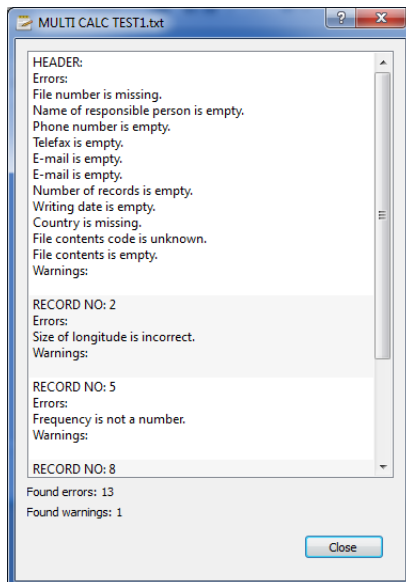 MULTI CALC TEST1.txt
HEADER:
Errors:
File number is missing.
Name of responsible person is empty.
Phone number is empty.
Telefax is empty.
E-mail is empty.
E-mail is empty.
Number of records is empty.
Writing date is empty.
Country is missing.
File contents code is unknown.
File contents is empty.
Warnings:
RECORD NO: 2
Errors:
Size of longitude is incorrect.
Warnings:
RECORD NO: 5
Errors:
Frequency is not a number.
Warnings:
RECORD NO: 8
Found errors: 13
Found warnings: 1
Close